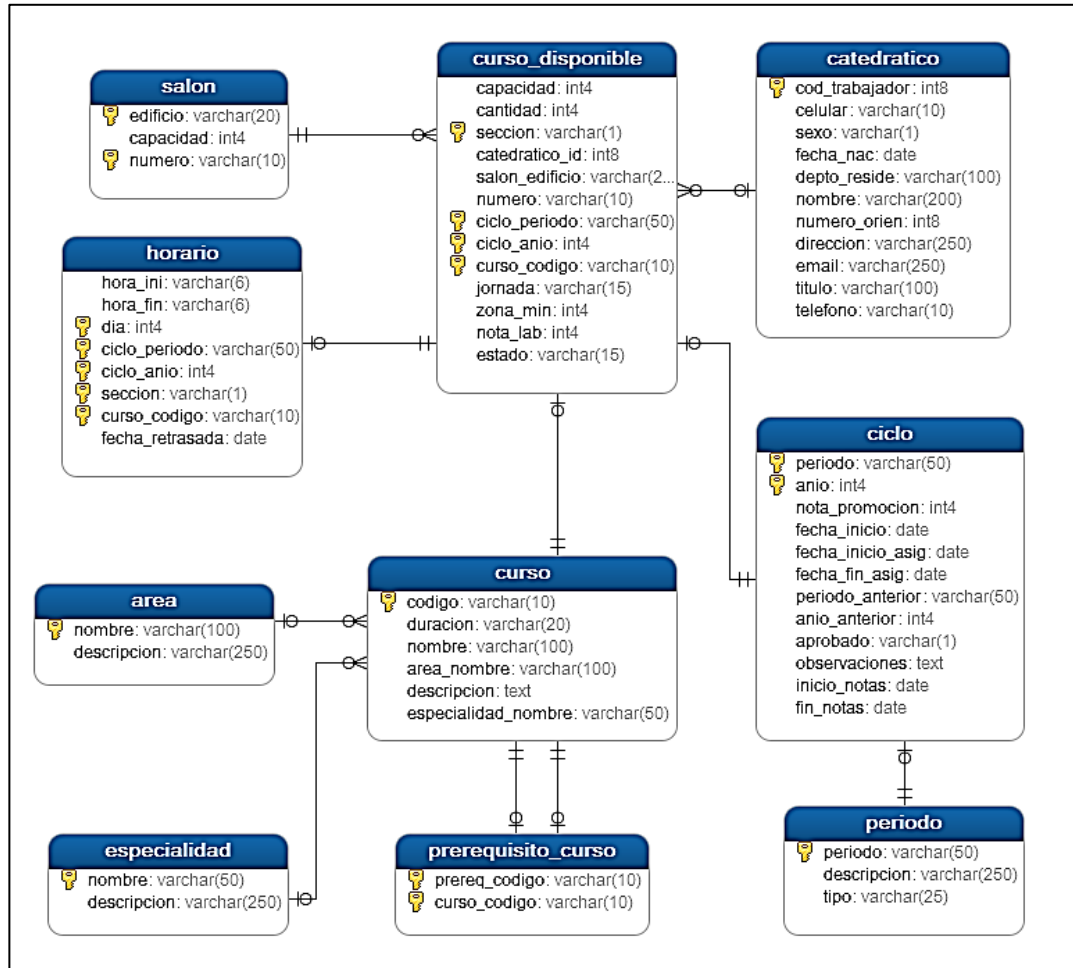 salon
edificio: varchar(20)
capacidad: int4
numero: varchar(10)
curso_disponible
capacidad: int4
cantidad: int4
seccion: varchar(1)
catedratico_id: int8
salon_edificio: varchar(2...
numero: varchar(10)
ciclo_periodo: varchar(50)
ciclo_anio: int4
curso_codigo: varchar(10)
jornada: varchar(15)
zona_min: int4
nota_lab: int4
estado: varchar(15)
catedratico
cod_trabajador: int8
celular: varchar(10)
sexo: varchar(1)
fecha_nac: date
depto_reside: varchar(100)
nombre: varchar(200)
numero_orien: int8
direccion: varchar(250)
email: varchar(250)
titulo: varchar(100)
telefono: varchar(10)
horario
hora_ini: varchar(6)
hora_fin: varchar(6)
dia: int4
ciclo_periodo: varchar(50)
ciclo_anio: int4
seccion: varchar(1)
curso_codigo: varchar(10)
fecha_retrasada: date
ciclo
periodo: varchar(50)
anio: int4
nota_promocion: int4
fecha_inicio: date
fecha_inicio_asig: date
fecha_fin_asig: date
periodo_anterior: varchar(50)
anio_anterior: int4
aprobado: varchar(1)
observaciones: text
inicio_notas: date
fin_notas: date
area
nombre: varchar(100)
descripcion: varchar(250)
curso
codigo: varchar(10)
duracion: varchar(20)
nombre: varchar(100)
area_nombre: varchar(100)
descripcion: text
especialidad_nombre: varchar(50)
especialidad
nombre: varchar(50)
descripcion: varchar(250)
prerequisito_curso
prereq_codigo: varchar(10)
curso_codigo: varchar(10)
periodo
periodo: varchar(50)
descripcion: varchar(250)
tipo: varchar(25)